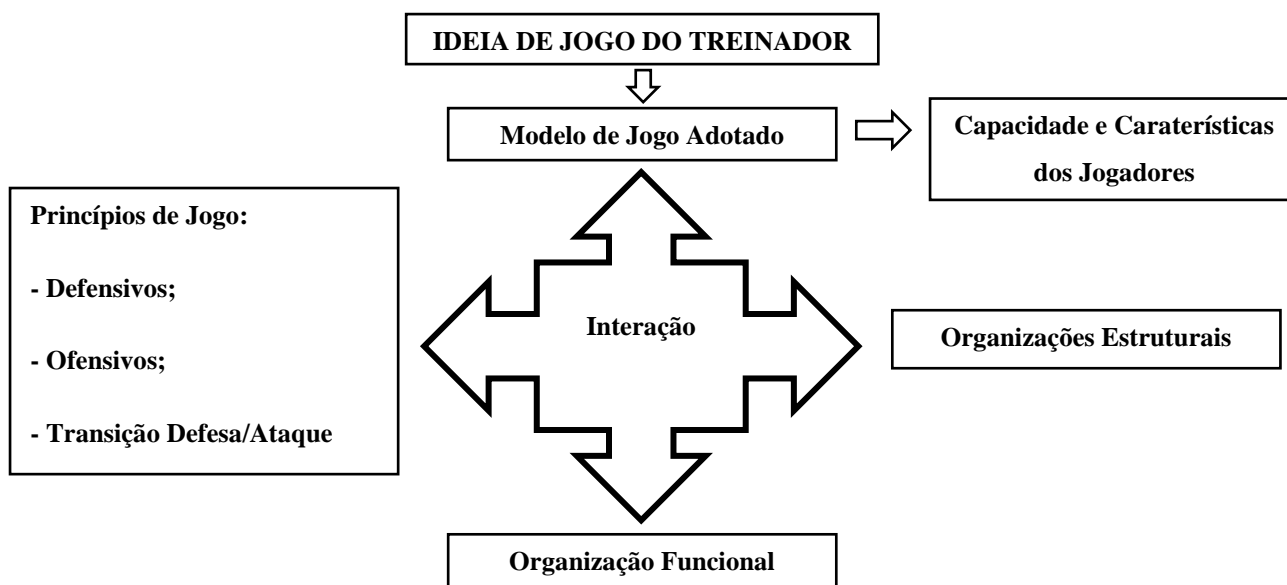 IDEIA DE JOGO DO TREINADOR
Modelo de Jogo Adotado
Capacidade e Caraterísticas
dos Jogadores
Princípios de Jogo:
- Defensivos;
- Ofensivos;
- Transição Defesa/Ataque
Interação
Organizações Estruturais
Organização Funcional